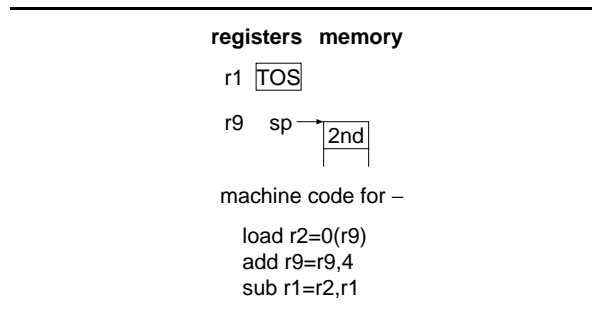 registers memory
r1 TOS
r9 sp
2nd
machine code for –
load r2=0(r9)
add r9=r9,4
sub r1=r2,r1